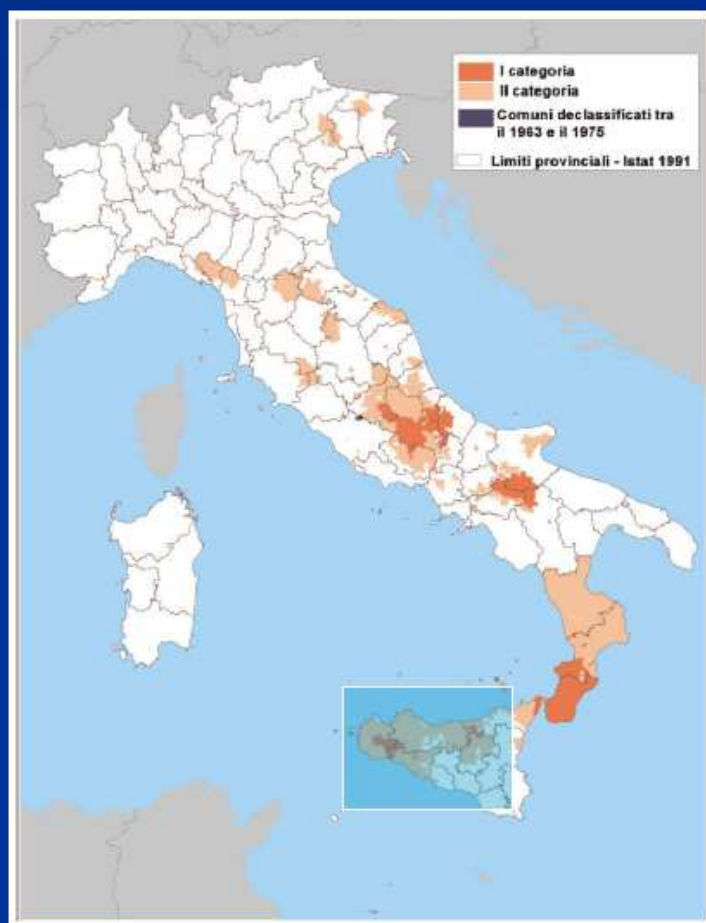 I categoria
II categoria
Comuni declassificati tra
il 1963 e il 1975
Limiti provinciali - Istat 1991